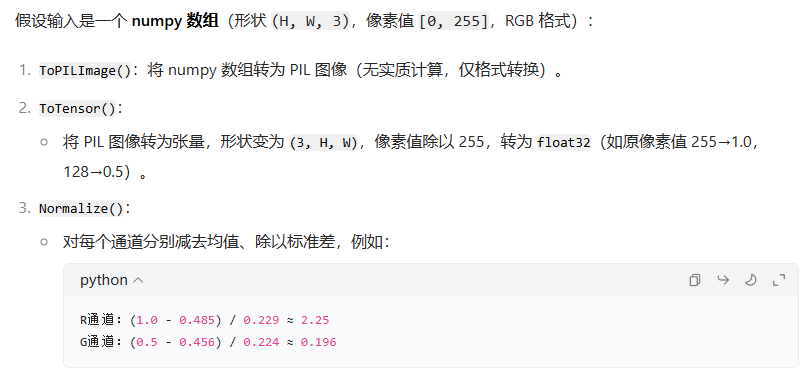 假设输入是一个 numpy 数组（形状 (H, W, 3)，像素值 [0, 255]，RGB 格式）：
1. ToPILImage()：将 numpy 数组转为 PIL 图像（无实质计算，仅格式转换）。
2. ToTensor()：
○ 将 PIL 图像转为张量，形状变为 (3, H, W)，像素值除以 255，转为 float32（如原像素值 255→1.0，
128→0.5）。
3. Normalize()：
○ 对每个通道分别减去均值、除以标准差，例如：
python
R通道：(1.0 - 0.485) / 0.229 ≈ 2.25
G通道：(0.5 - 0.456) / 0.224 ≈ 0.196